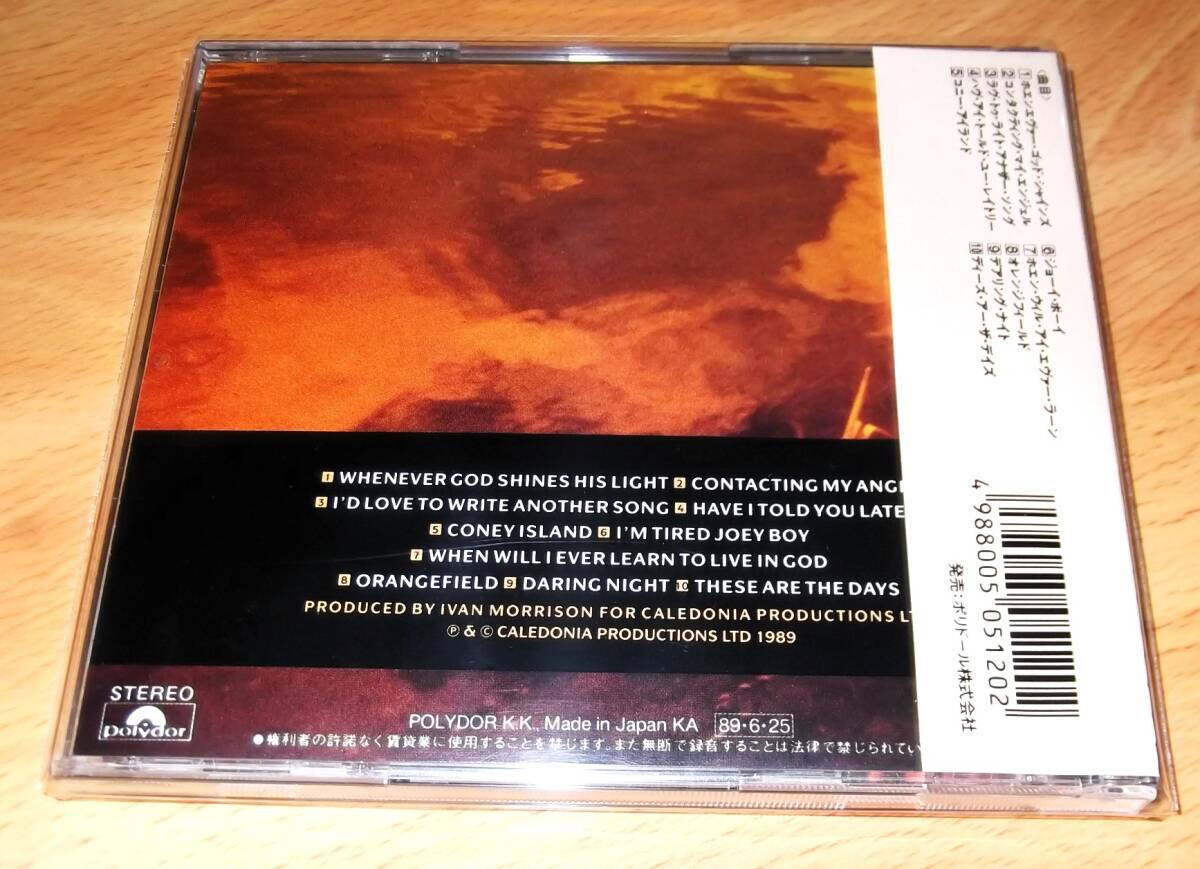 1 WHENEVER GOD SHINES HIS LIGHT 2 CONTACTING MY ANGE
3 I'D LOVE TO WRITE ANOTHER SONG 4 HAVE I TOLD YOU LATE
5 CONEY ISLAND 6 I'M TIRED JOEY BOY
7 WHEN WILL I EVER LEARN TO LIVE IN GOD
8 ORANGEFIELD 9 DARING NIGHT 10 THESE ARE THE DAYS
PRODUCED BY IVAN MORRISON FOR CALEDONIA PRODUCTIONS LT
℗ & © CALEDONIA PRODUCTIONS LTD 1989
STEREO
polydor
POLYDOR K.K., Made in Japan KA 89・6・25
●権利者の許諾なく賃貸業に使用することを禁じます。また無断で録音することは法律で禁じられてい
〈曲目〉
1 ホエンエヴァー・ゴッド・シャインズ
2 コンタクティング・マイ・エンジェル
3 ラヴ・トゥ・ライト・アナザー・ソング
4 ハヴ・アイ・トールド・ユー・レイトリー
5 コニー・アイランド
6 ジョーイ・ボーイ
7 ホエン・ウィル・アイ・エヴァー・ラーン
8 オレンジフィールド
9 デアリング・ナイト
10 ディーズ・アー・ザ・デイズ
4 988005 051202
発売:ポリドール株式会社